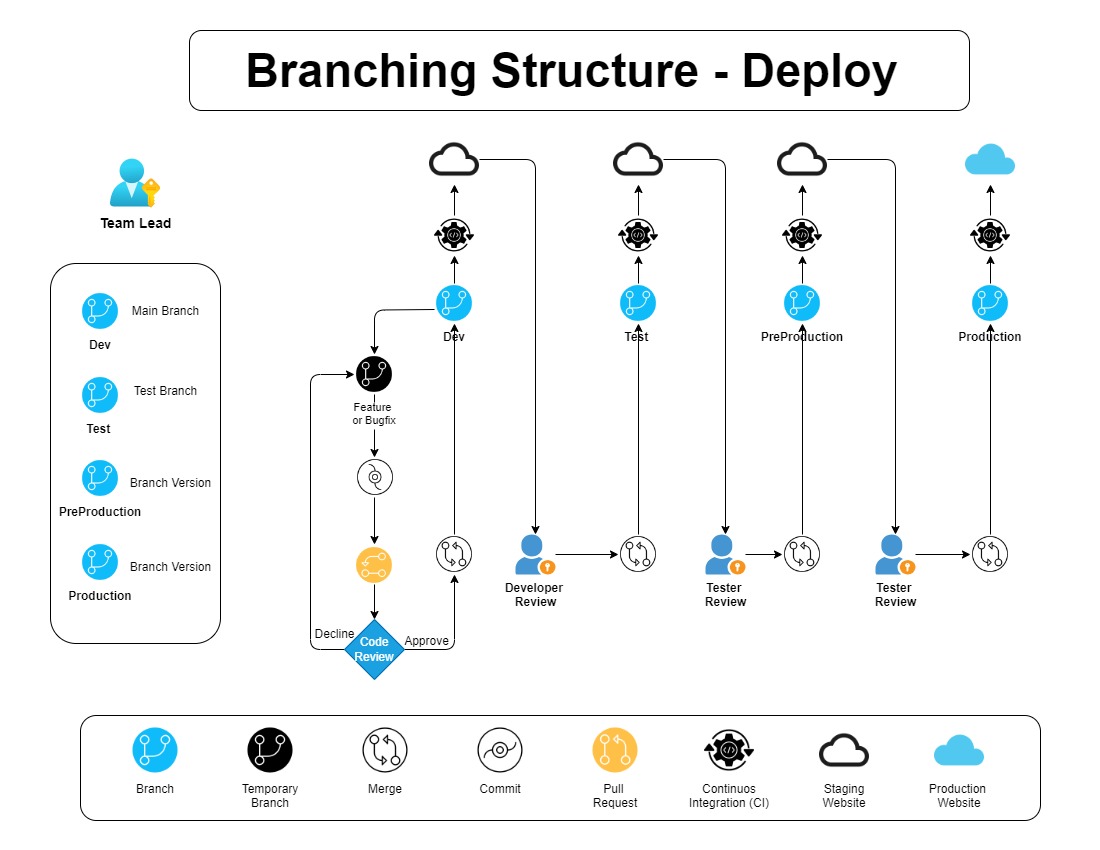 Branching Structure - Deploy
Team Lead
Main Branch
Dev
Test Branch
Test
Branch Version
PreProduction
Branch Version
Production
Dev
Test
PreProduction
Production
Feature
or Bugfix
Decline
Code
Review
Approve
Developer
Review
Tester
Review
Tester
Review
Branch
Temporary
Branch
Merge
Commit
Pull
Request
Continuos
Integration (CI)
Staging
Website
Production
Website